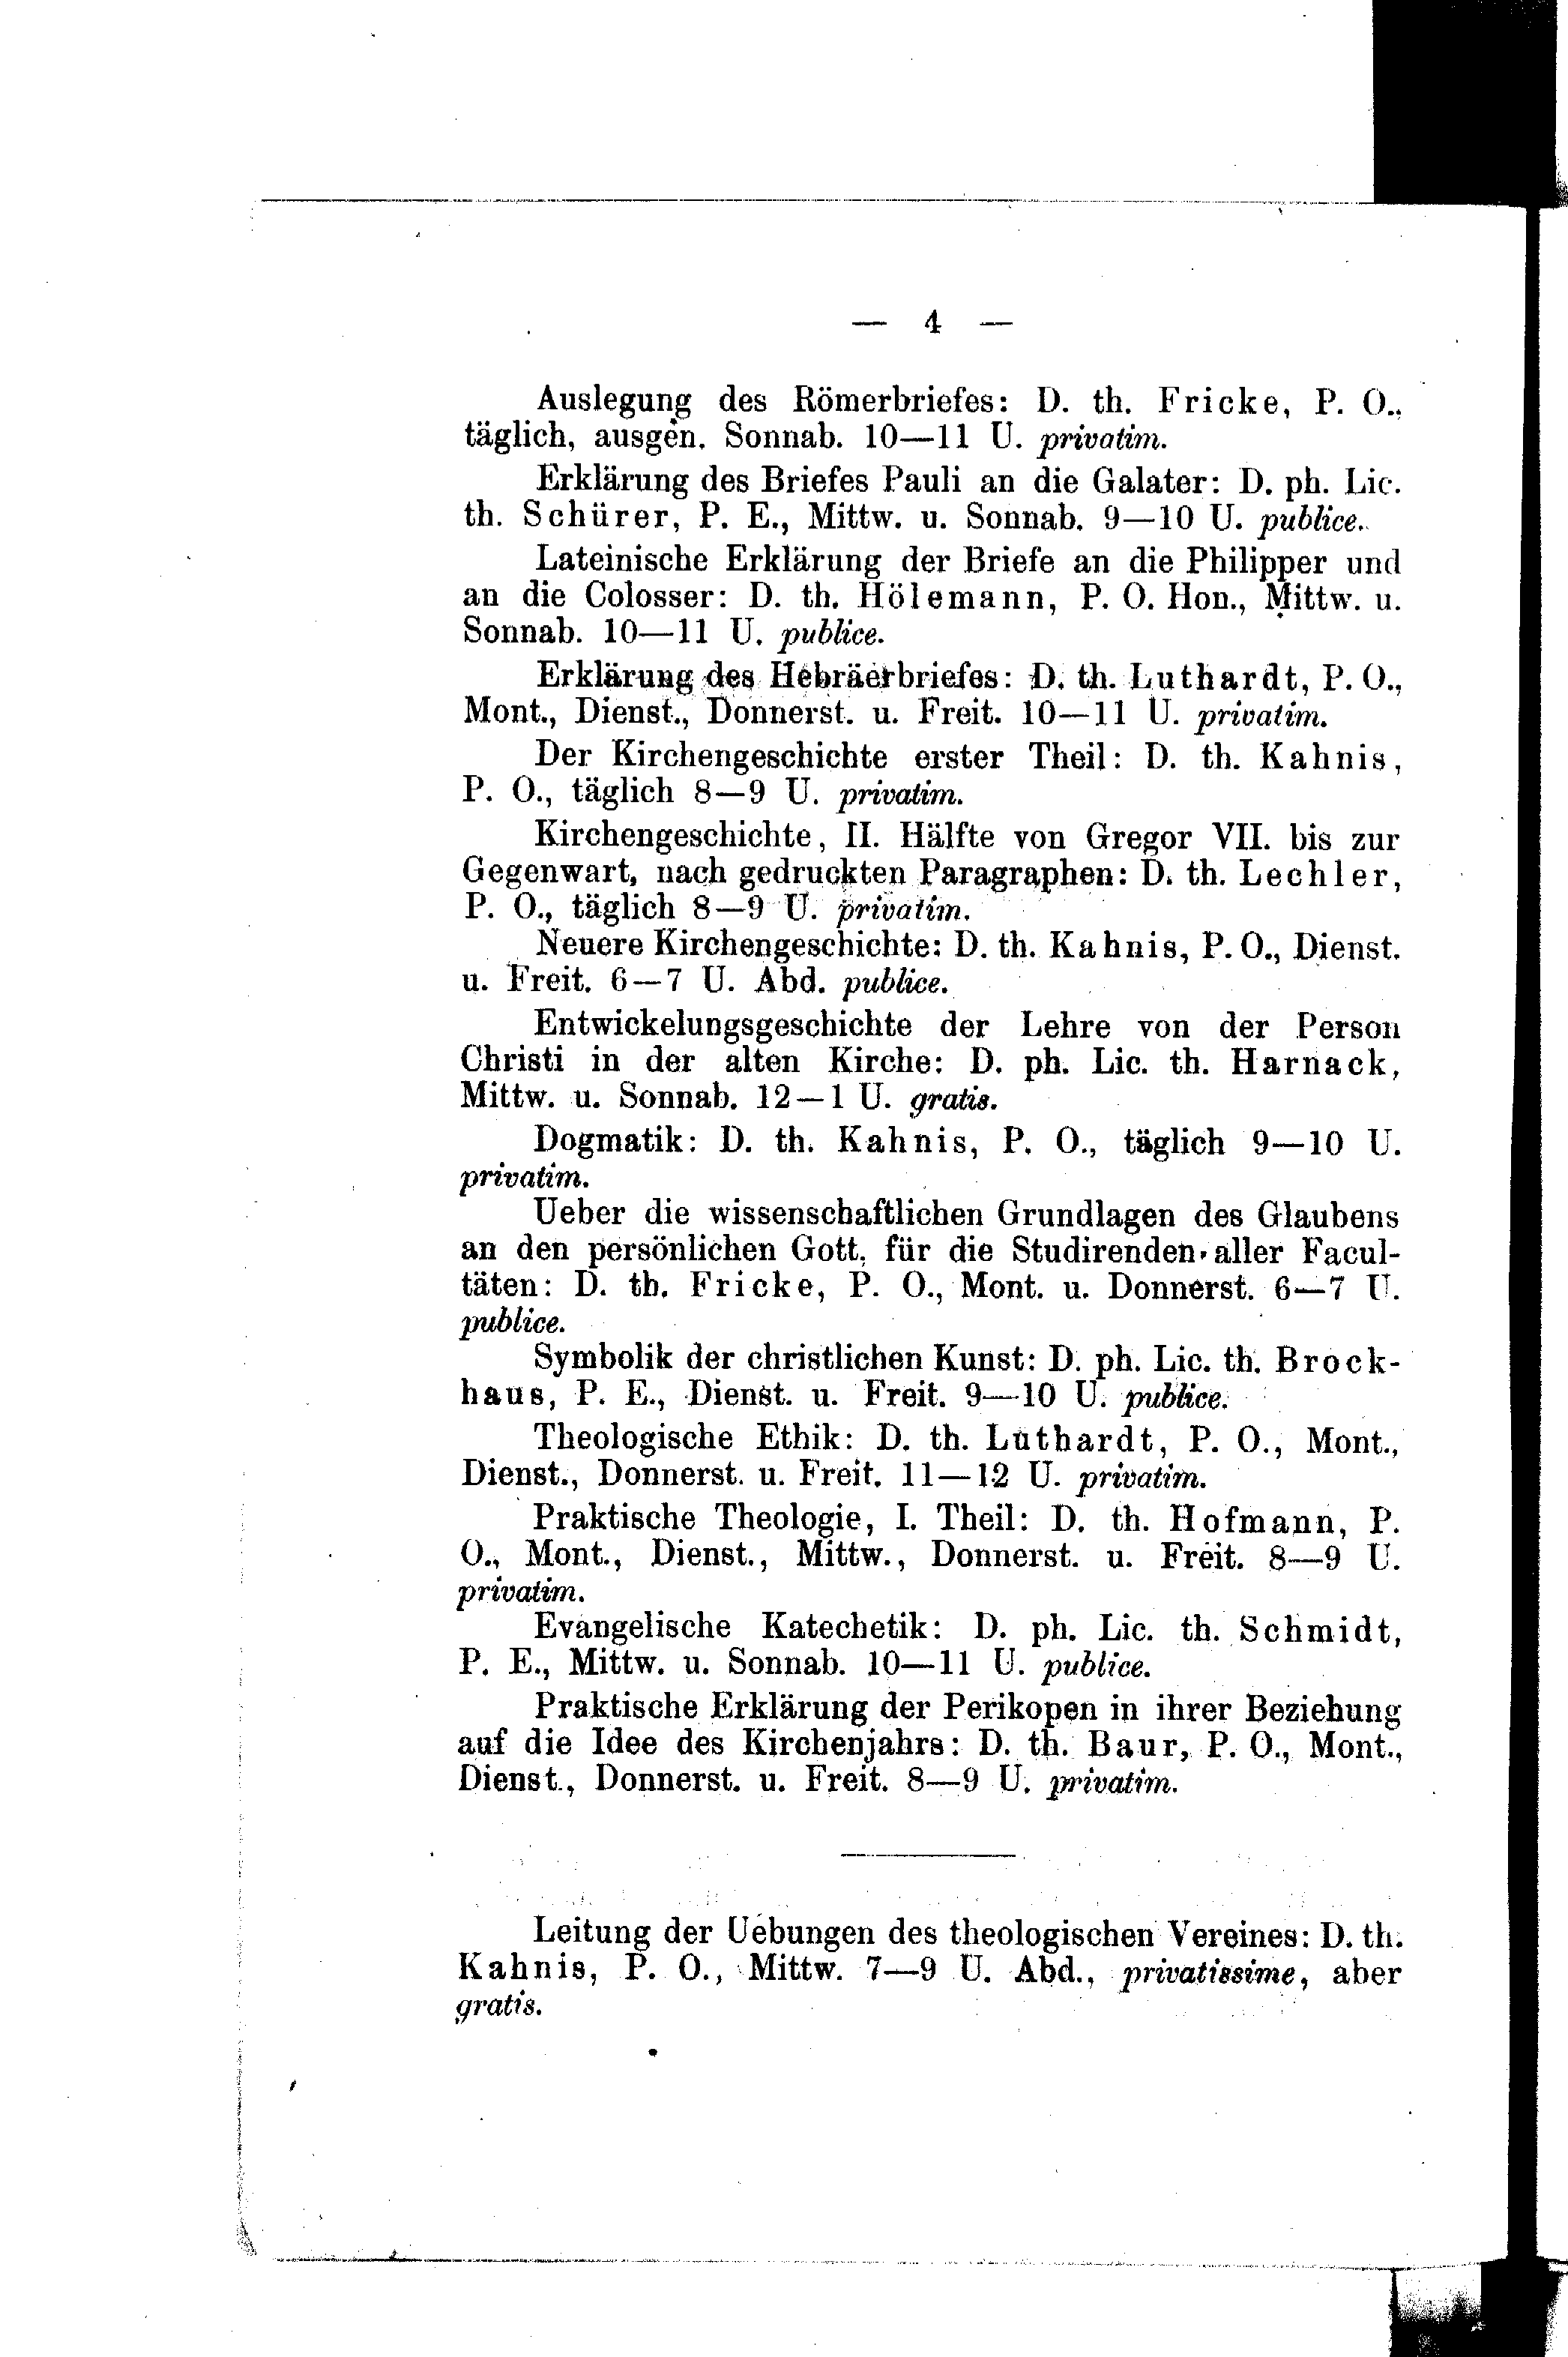 — 4 —
Auslegung des Römerbriefes: D. th. Fricke, P. O.,
täglich, ausgen. Sonnab. 10—11 U. privatim.
Erklärung des Briefes Pauli an die Galater: D. ph. Lic.
th. Schürer, P. E., Mittw. u. Sonnab. 9—10 U. publice.
Lateinische Erklärung der Briefe an die Philipper und
an die Colosser: D. th. Hölemann, P. O. Hon., Mittw. u.
Sonnab. 10—11 U. publice.
Erklärung des Hebräerbriefes: D. th. Luthardt, P. O.,
Mont., Dienst., Donnerst. u. Freit. 10—11 U. privatim.
Der Kirchengeschichte erster Theil: D. th. Kahnis,
P. O., täglich 8—9 U. privatim.
Kirchengeschichte, II. Hälfte von Gregor VII. bis zur
Gegenwart, nach gedruckten Paragraphen: D. th. Lechler,
P. O., täglich 8—9 U. privatim.
Neuere Kirchengeschichte: D. th. Kahnis, P. O., Dienst.
u. Freit. 6—7 U. Abd. publice.
Entwickelungsgeschichte der Lehre von der Person
Christi in der alten Kirche: D. ph. Lic. th. Harnack,
Mittw. u. Sonnab. 12—1 U. gratis.
Dogmatik: D. th. Kahnis, P. O., täglich 9—10 U.
privatim.
Ueber die wissenschaftlichen Grundlagen des Glaubens
an den persönlichen Gott, für die Studirenden aller Facul-
täten: D. th. Fricke, P. O., Mont. u. Donnerst. 6—7 U.
publice.
Symbolik der christlichen Kunst: D. ph. Lic. th. Brock-
haus, P. E., Dienst. u. Freit. 9—10 U. publice.
Theologische Ethik: D. th. Luthardt, P. O., Mont.,
Dienst., Donnerst. u. Freit. 11—12 U. privatim.
Praktische Theologie, I. Theil: D. th. Hofmann, P.
O., Mont., Dienst., Mittw., Donnerst. u. Freit. 8—9 U.
privatim.
Evangelische Katechetik: D. ph. Lic. th. Schmidt,
P. E., Mittw. u. Sonnab. 10—11 U. publice.
Praktische Erklärung der Perikopen in ihrer Beziehung
auf die Idee des Kirchenjahrs: D. th. Baur, P. O., Mont.,
Dienst., Donnerst. u. Freit. 8—9 U. privatim.
Leitung der Uebungen des theologischen Vereines: D. th.
Kahnis, P. O., Mittw. 7—9 U. Abd., privatissime, aber
gratis.